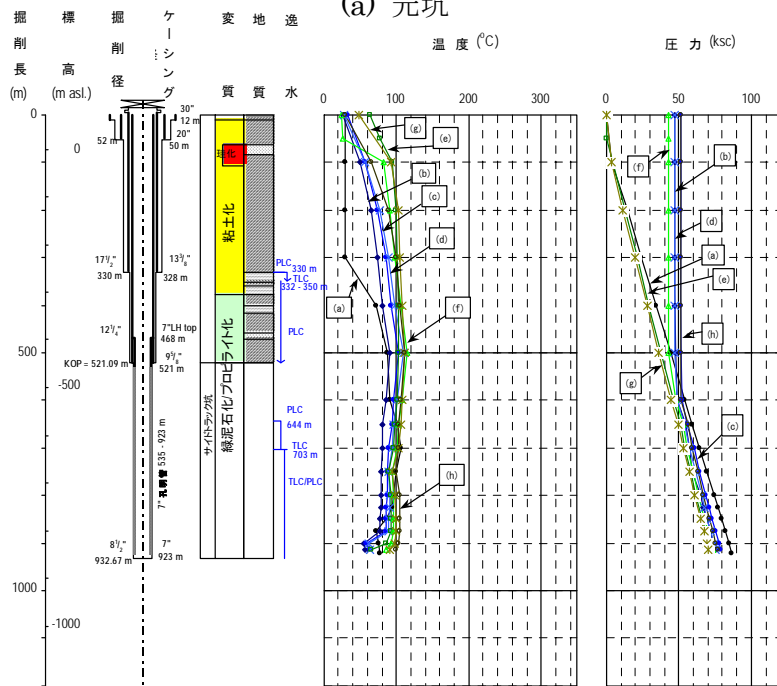 (a) 元坑
掘削長 (m)
標高 (m asl.)
掘削径
ケーシング
変質
地質
逸水
温 度 (°C)
圧 力 (ksc)
0 100 200 300
0 50 100
0
500
1000
0
-500
-1000
30"
12 m
20"
50 m
52 m
17 1/2"
330 m
13 3/8"
328 m
12 1/4"
7"LH top
468 m
9 5/8"
521 m
KOP = 521.09 m
7" 孔明管 535 - 923 m
8 1/2"
932.67 m
7"
923 m
珪化
粘土化
緑泥石化/プロピライト化
サイドトラック坑
PLC
330 m
TLC
332 - 350 m
PLC
PLC
644 m
TLC
703 m
TLC/PLC
(g)
(e)
(b)
(c)
(d)
(a)
(f)
(h)
(f)
(b)
(d)
(a)
(e)
(h)
(g)
(c)